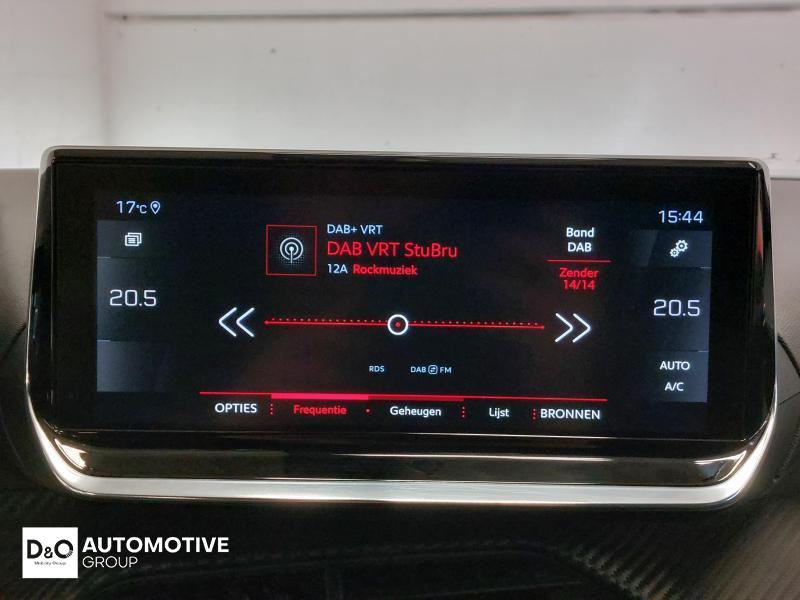 17°C
15:44
DAB+ VRT
DAB VRT StuBru
12A Rockmuziek
Band
DAB
Zender
14/14
20.5
20.5
RDS
DAB FM
AUTO
A/C
OPTIES
Frequentie
Geheugen
Lijst
BRONNEN
D&O
Mobility Group
AUTOMOTIVE
GROUP